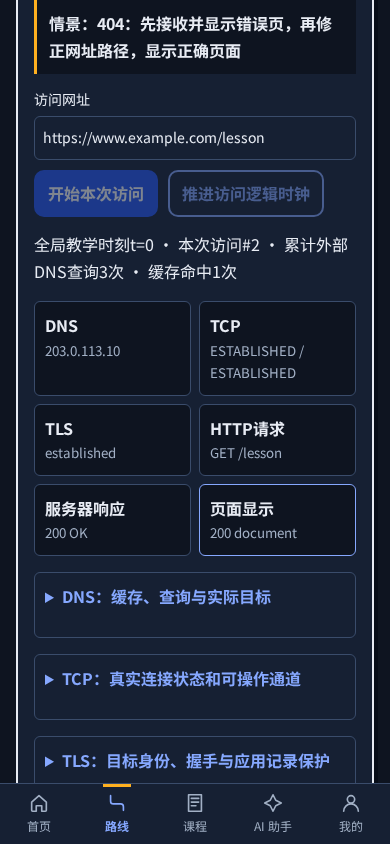 情景：404：先接收并显示错误页，再修
正网址路径，显示正确页面
访问网址
https://www.example.com/lesson
开始本次访问
推进访问逻辑时钟
全局教学时刻t=0 · 本次访问#2 · 累计外部
DNS查询3次 · 缓存命中1次
DNS
203.0.113.10
TCP
ESTABLISHED /
ESTABLISHED
TLS
established
HTTP请求
GET /lesson
服务器响应
200 OK
页面显示
200 document
DNS：缓存、查询与实际目标
TCP：真实连接状态和可操作通道
TLS：目标身份、握手与应用记录保护
首页
路线
课程
AI 助手
我的